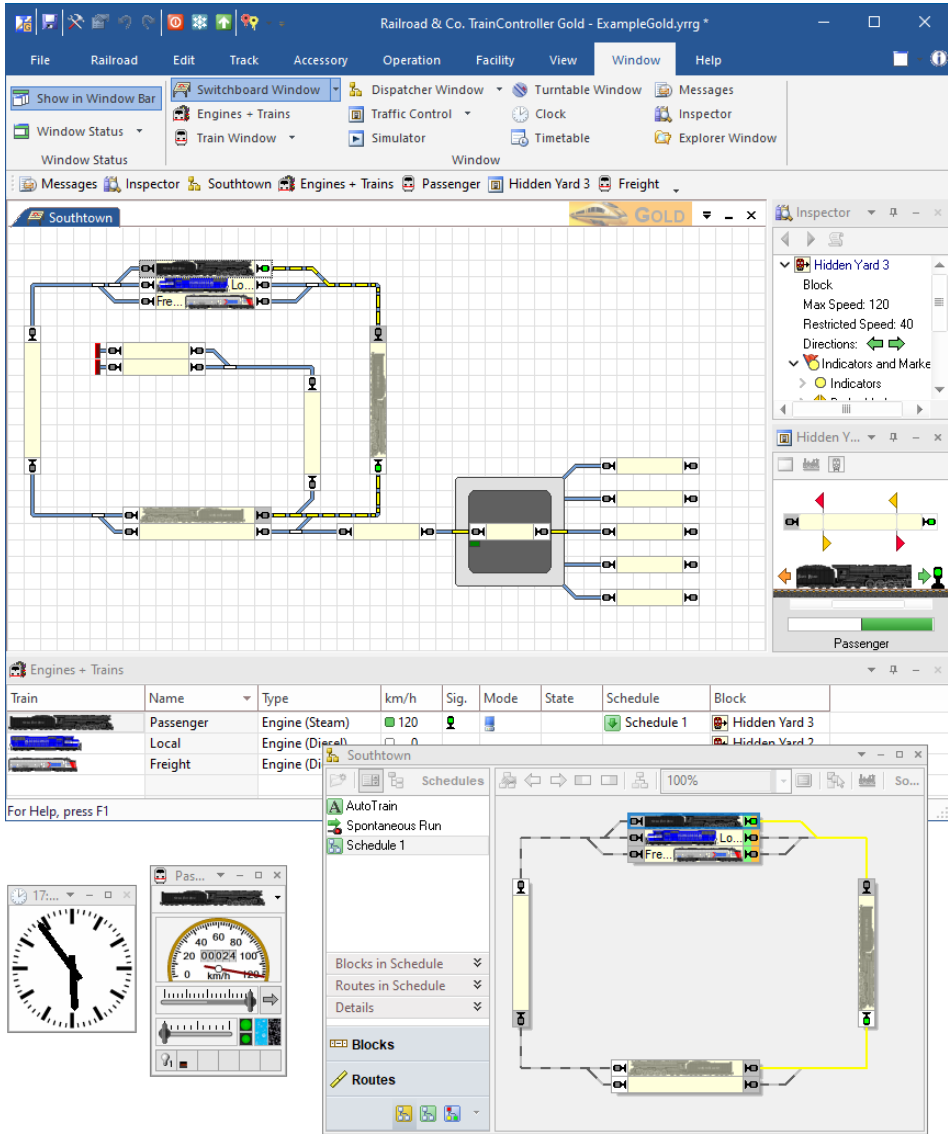 Railroad & Co. TrainController Gold - ExampleGold.yrrg *
File Railroad Edit Track Accessory Operation Facility View Window Help
Show in Window Bar
Window Status
Window Status
Switchboard Window
Engines + Trains
Train Window
Dispatcher Window
Traffic Control
Simulator
Turntable Window
Clock
Timetable
Messages
Inspector
Explorer Window
Window
Messages Inspector Southtown Engines + Trains Passenger Hidden Yard 3 Freight
Southtown
GOLD
Lo...
Fre...
Inspector
Hidden Yard 3
Block
Max Speed: 120
Restricted Speed: 40
Directions:
Indicators and Marke
Indicators
Hidden Y...
Passenger
Engines + Trains
Train Name Type km/h Sig. Mode State Schedule Block
Passenger Engine (Steam) 120 Schedule 1 Hidden Yard 3
Local Engine (Diesel) 0 Hidden Yard 2
Freight Engine (Di
For Help, press F1
Southtown
Schedules
100%
So...
AutoTrain
Spontaneous Run
Schedule 1
Blocks in Schedule
Routes in Schedule
Details
Blocks
Routes
Lo...
Fre...
17:...
Pas...
0 20 40 60 80 100 120
00024
km/h
1